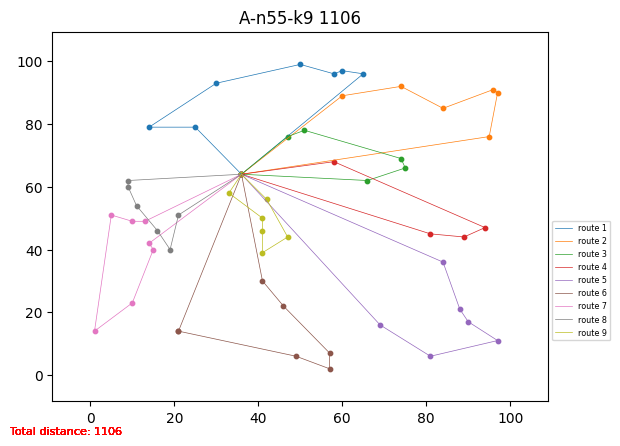 A-n55-k9 1106
100
80
60
40
20
0
0 20 40 60 80 100
route 1
route 2
route 3
route 4
route 5
route 6
route 7
route 8
route 9
Total distance: 1106